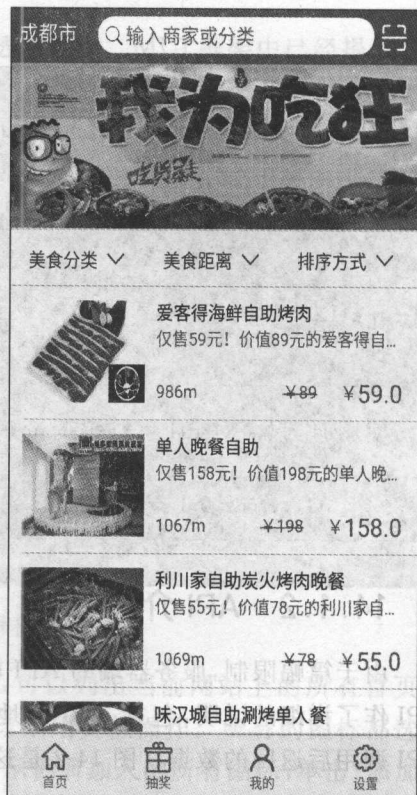 成都市
输入商家或分类
我为吃狂
美食分类
美食距离
排序方式
爱客得海鲜自助烤肉
仅售59元！价值89元的爱客得自...
986m ￥89 ￥59.0
单人晚餐自助
仅售158元！价值198元的单人晚...
1067m ￥198 ￥158.0
利川家自助炭火烤肉晚餐
仅售55元！价值78元的利川家自...
1069m ￥78 ￥55.0
味汉城自助涮烤单人餐
首页
抽奖
我的
设置